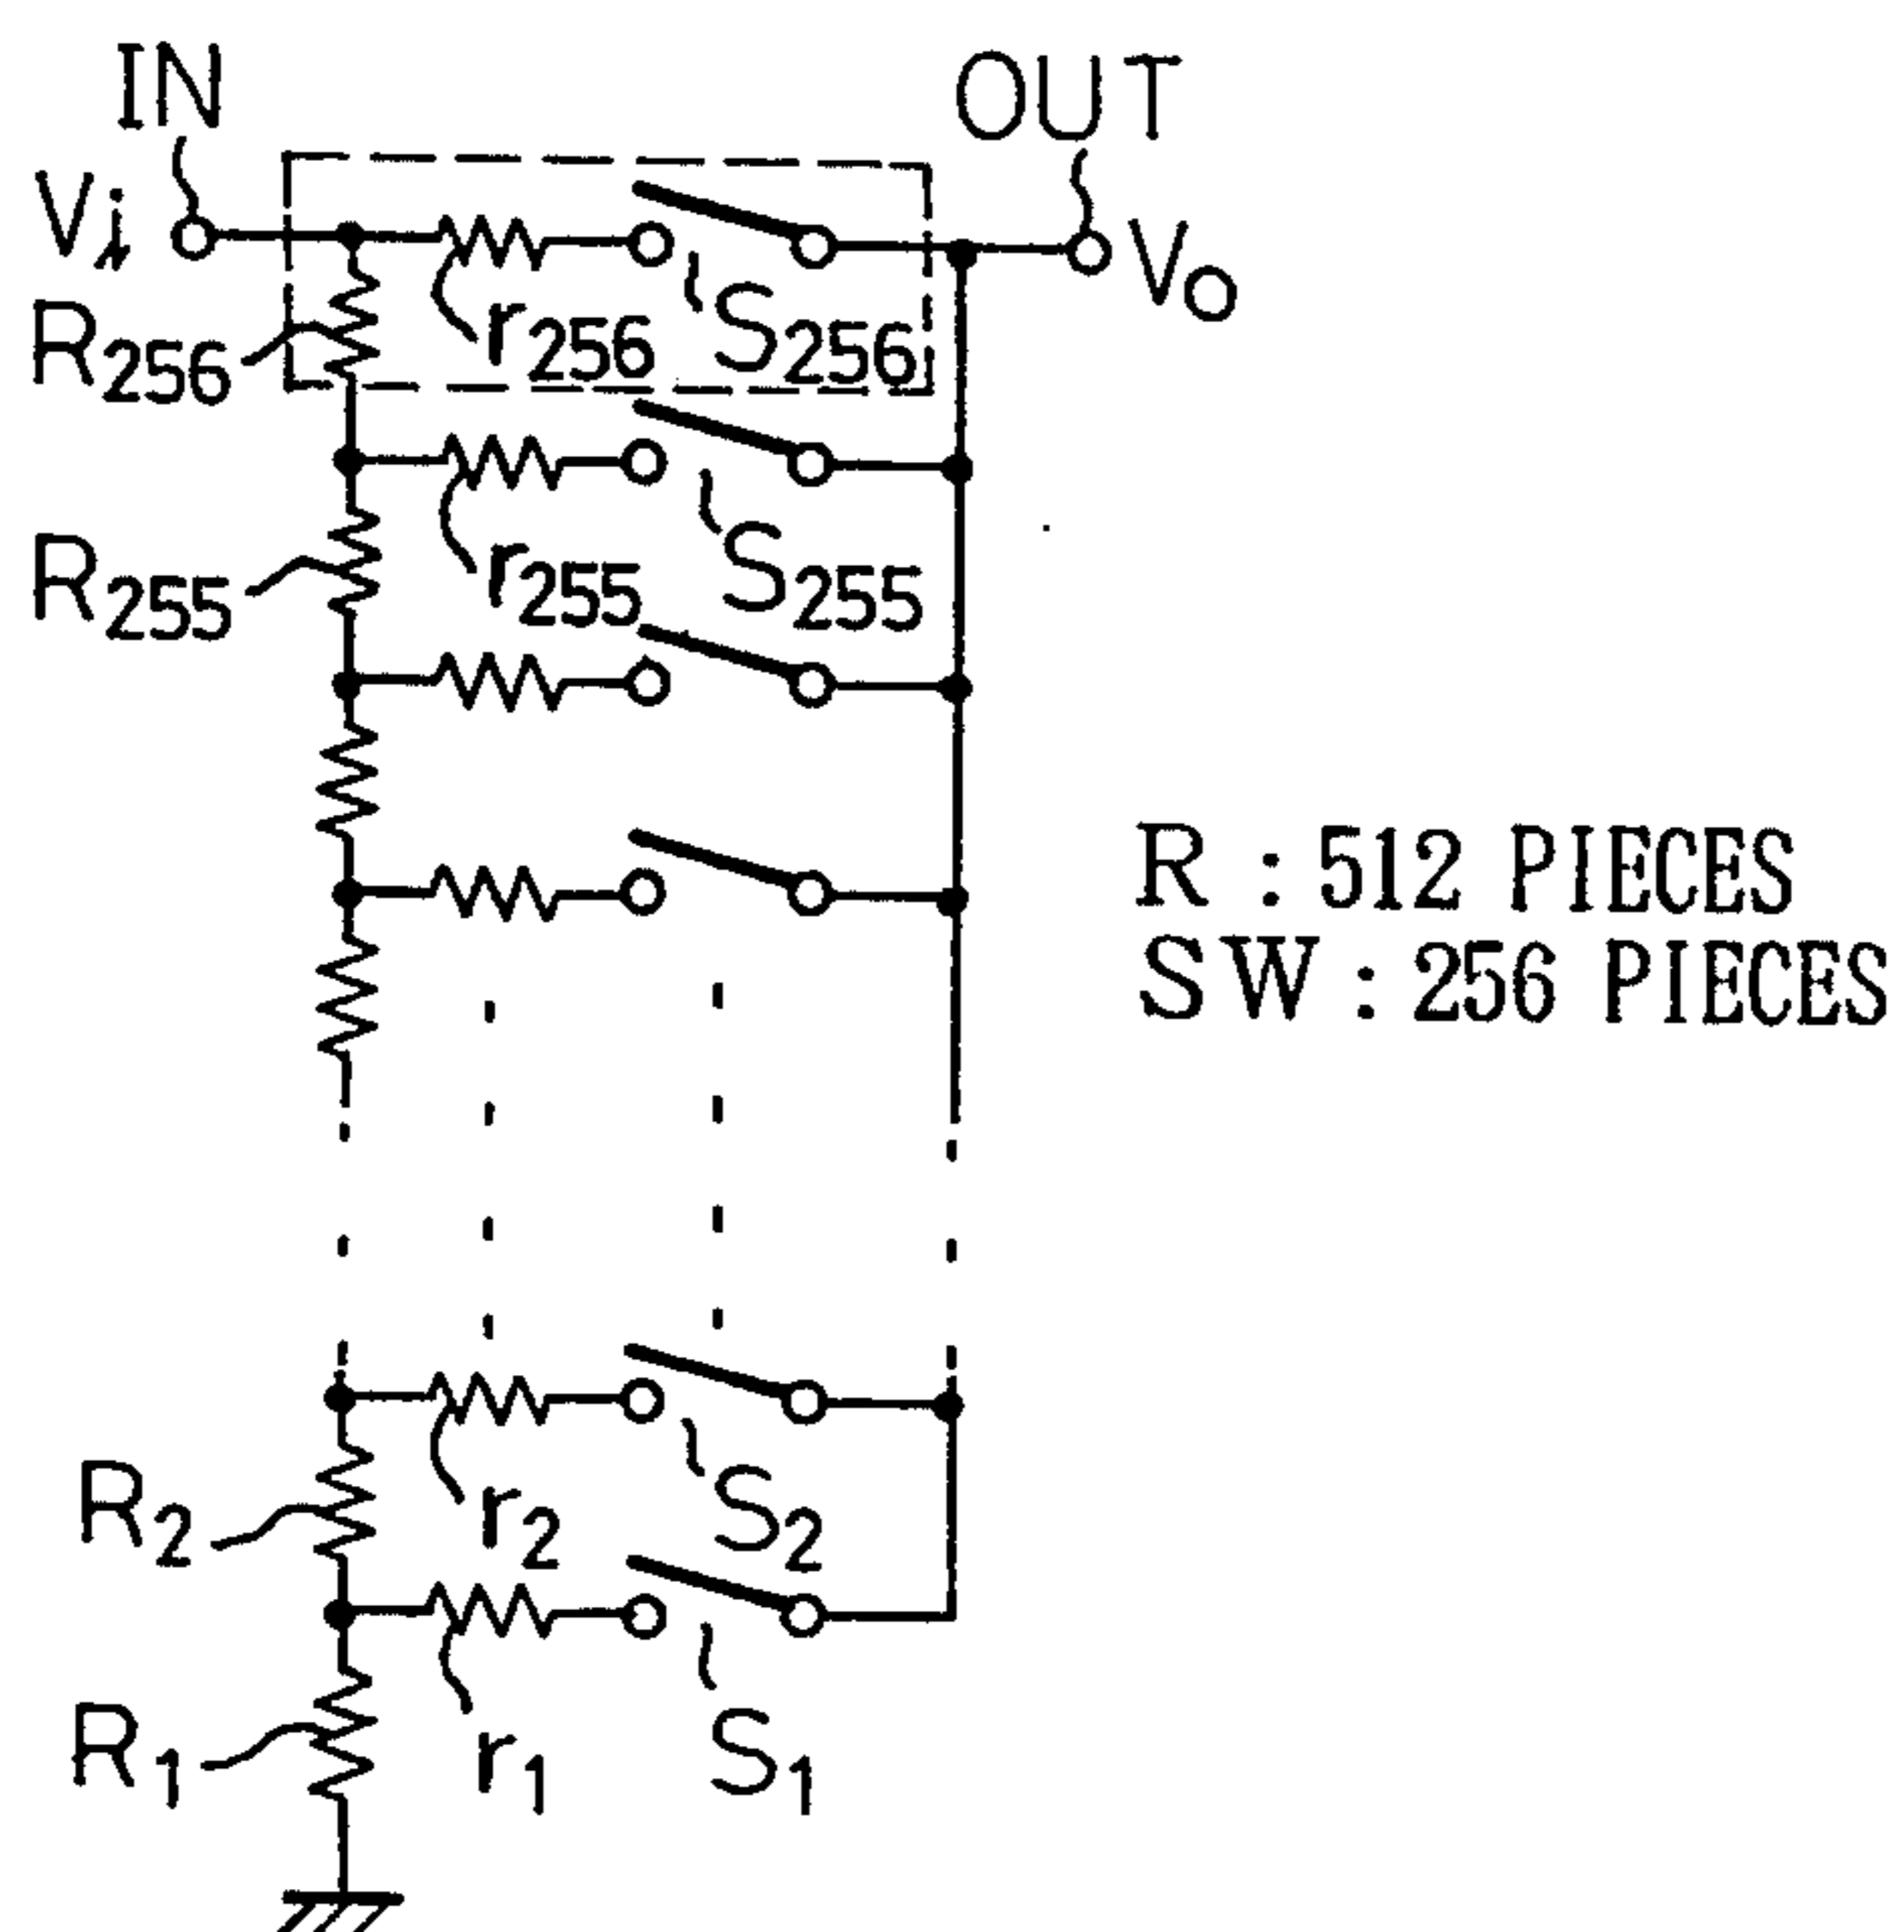 IN
OUT
Vi
Vo
R256
r256
S256
R255
r255
S255
R : 512 PIECES
SW : 256 PIECES
R2
r2
S2
R1
r1
S1